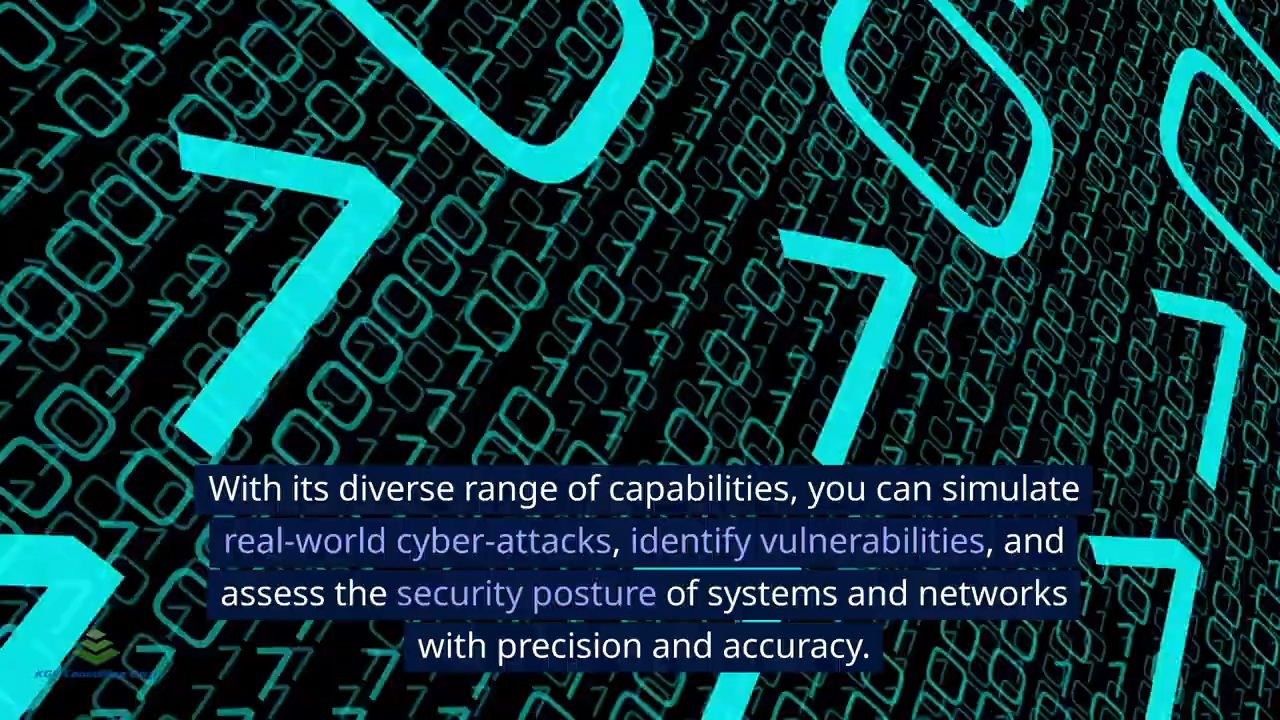 With its diverse range of capabilities, you can simulate
real-world cyber-attacks, identify vulnerabilities, and
assess the security posture of systems and networks
with precision and accuracy.